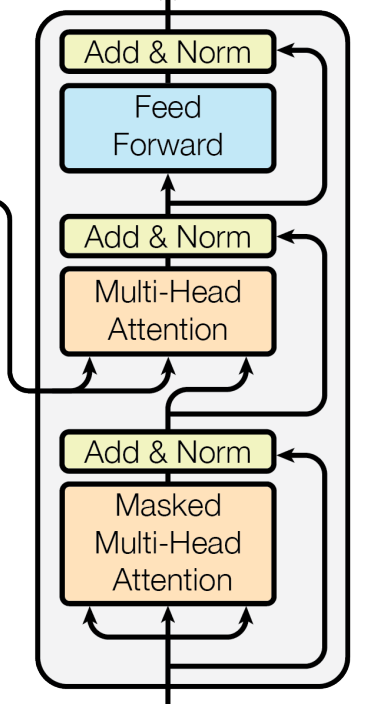 Add & Norm
Feed
Forward
Add & Norm
Multi-Head
Attention
Add & Norm
Masked
Multi-Head
Attention